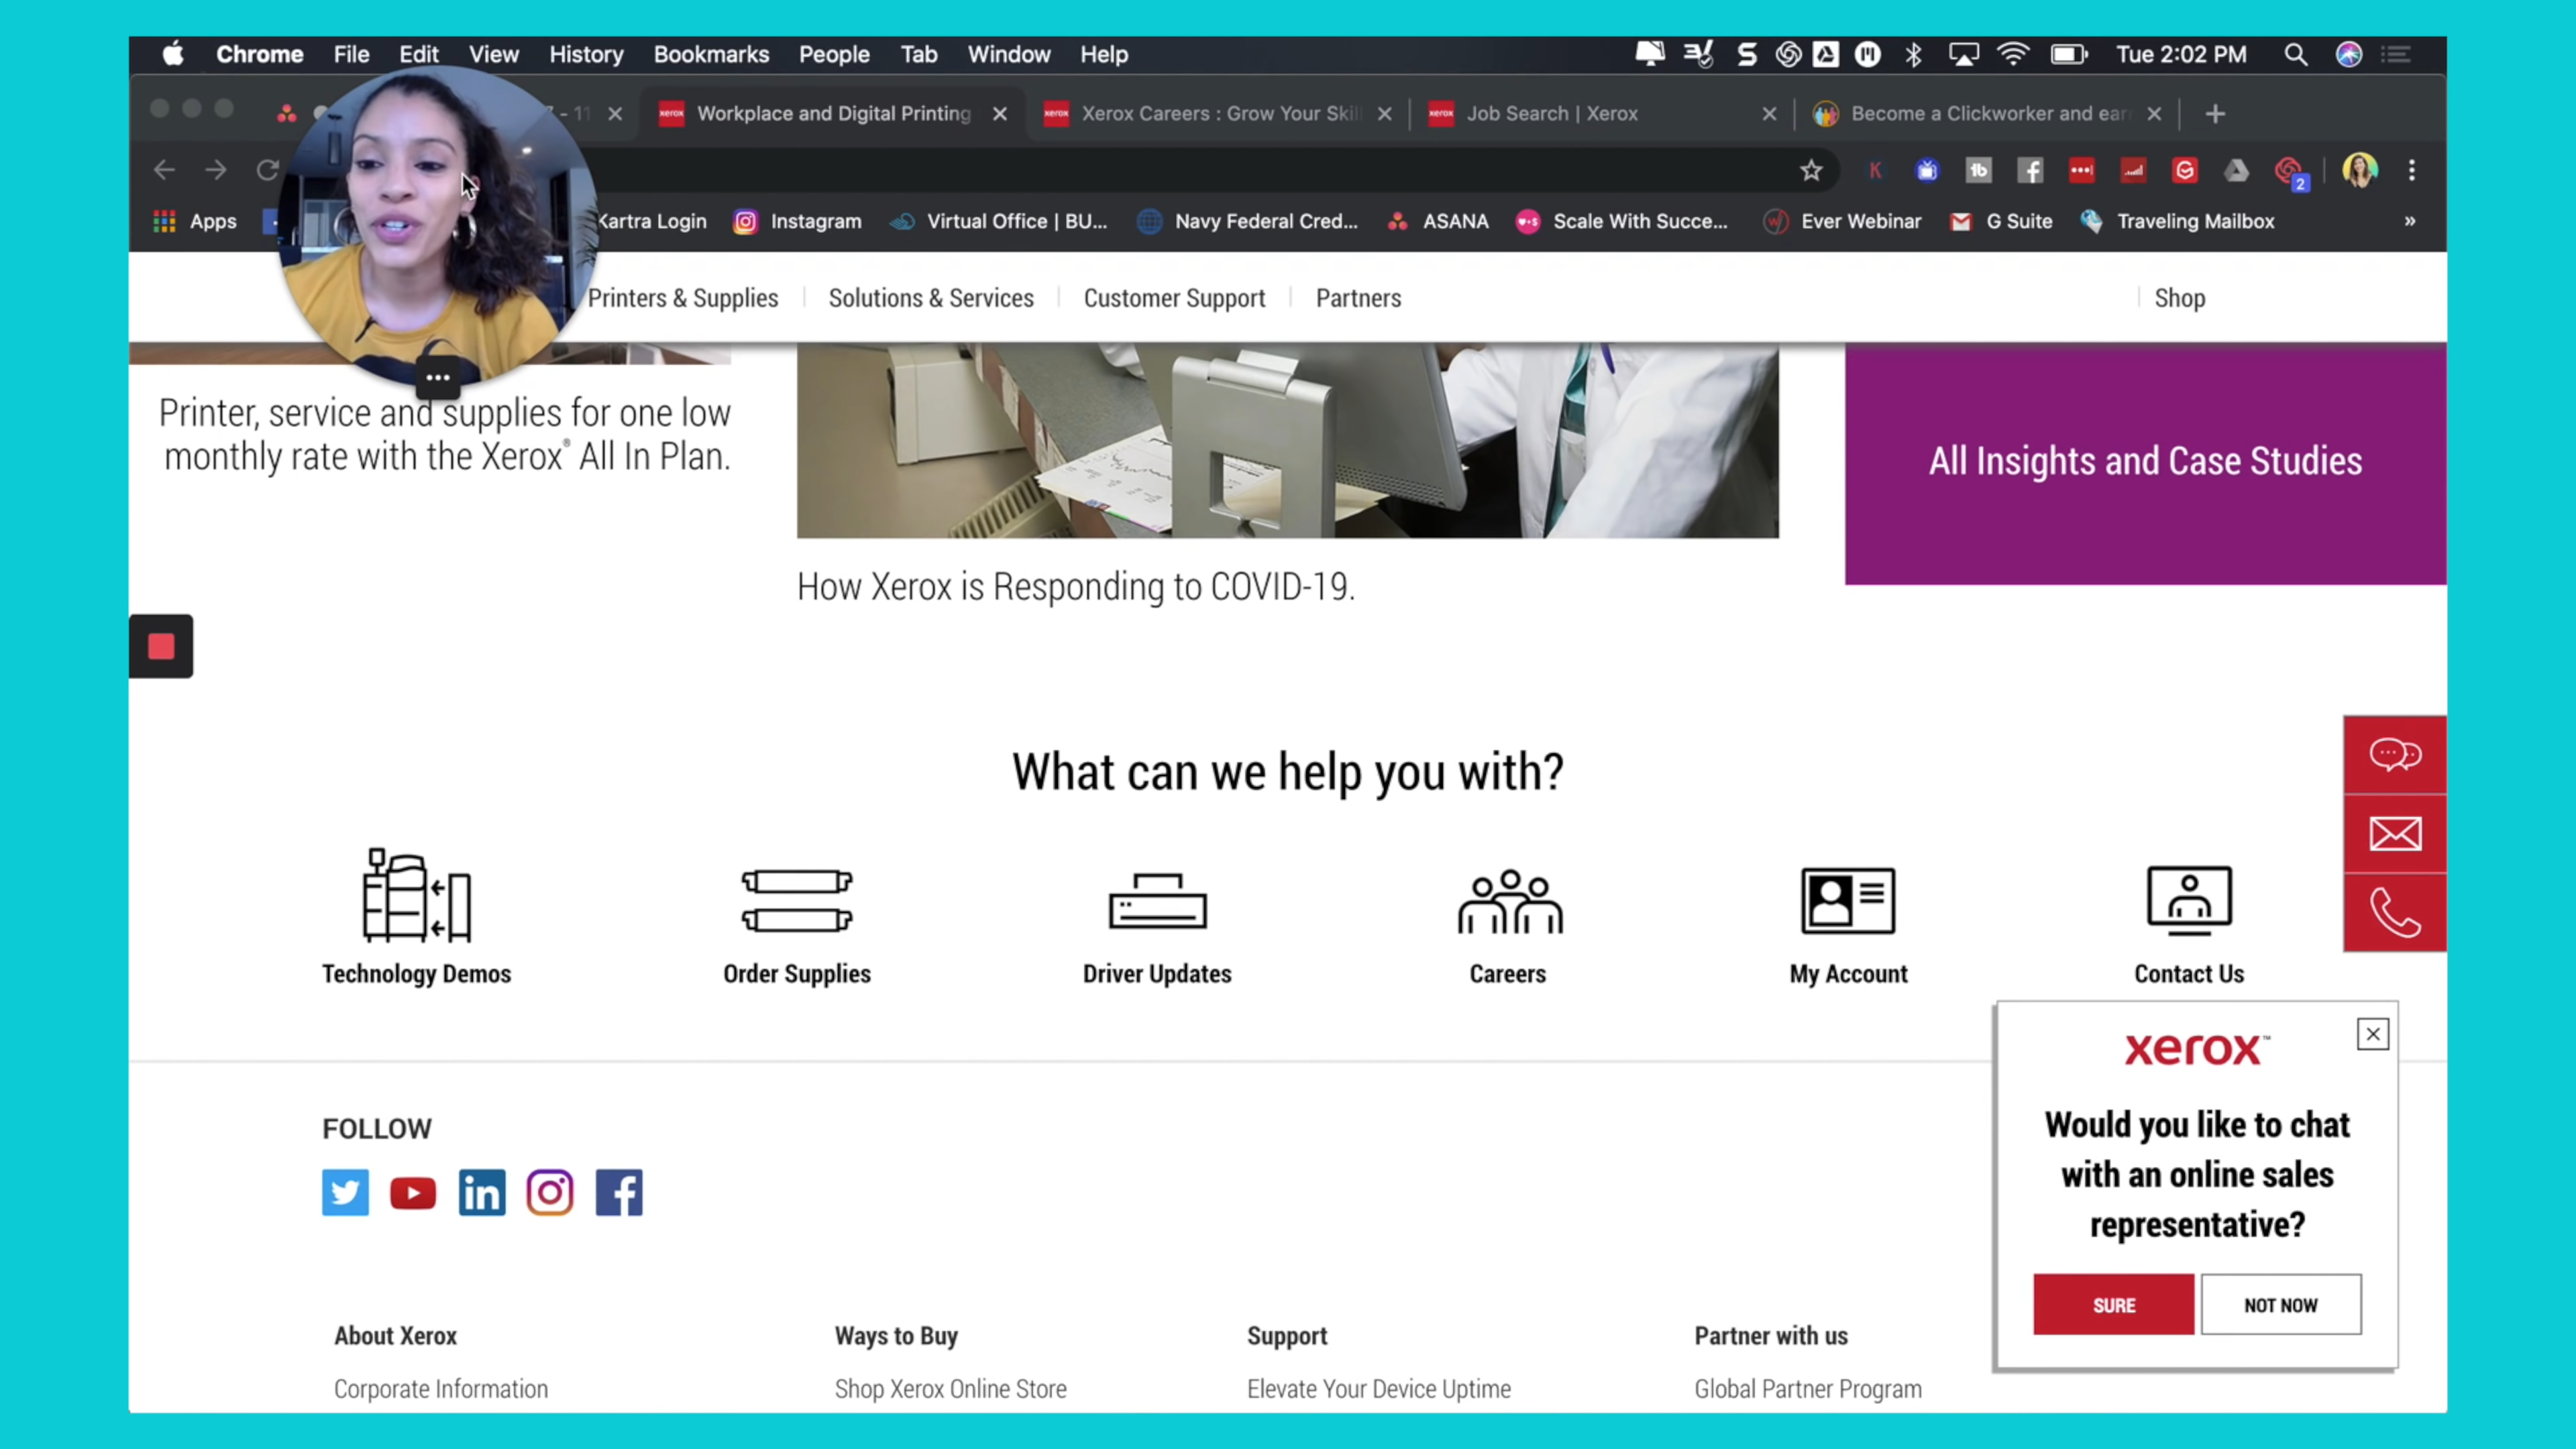 Chrome File Edit View History Bookmarks People Tab Window Help Tue 2:02 PM
- 11 Workplace and Digital Printing Xerox Careers : Grow Your Skil Job Search | Xerox Become a Clickworker and ear
2
Apps Kartra Login Instagram Virtual Office | BU... Navy Federal Cred... ASANA Scale With Succe... Ever Webinar G Suite Traveling Mailbox »
Printers & Supplies Solutions & Services Customer Support Partners Shop
Printer, service and supplies for one low
monthly rate with the Xerox® All In Plan.
All Insights and Case Studies
How Xerox is Responding to COVID-19.
What can we help you with?
Technology Demos Order Supplies Driver Updates Careers My Account Contact Us
xerox™
Would you like to chat
with an online sales
representative?
SURE NOT NOW
FOLLOW
About Xerox Ways to Buy Support Partner with us
Corporate Information Shop Xerox Online Store Elevate Your Device Uptime Global Partner Program